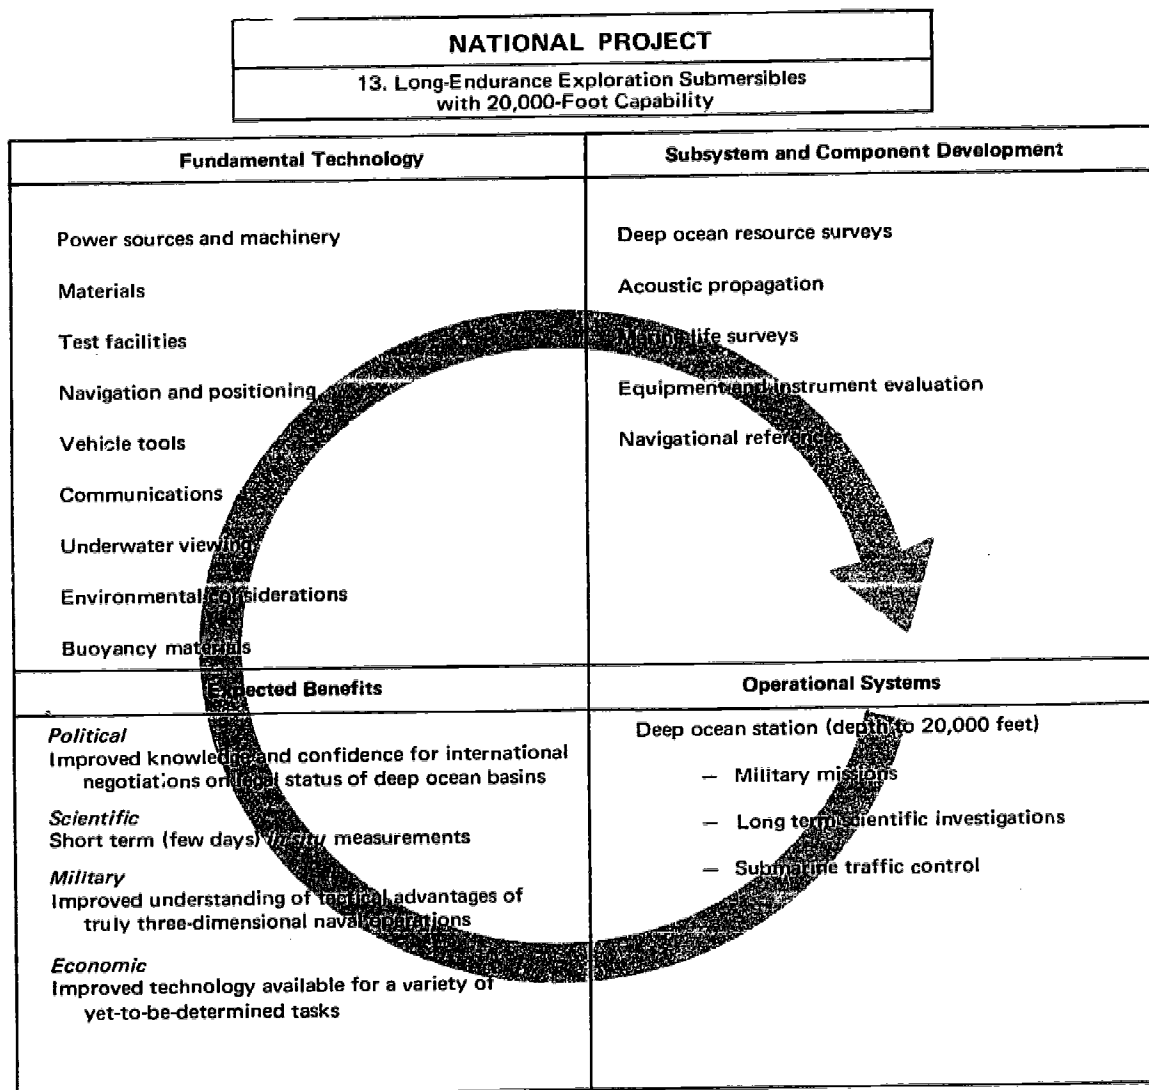 NATIONAL PROJECT
13. Long-Endurance Exploration Submersibles
with 20,000-Foot Capability
Fundamental Technology
Power sources and machinery
Materials
Test facilities
Navigation and positioning
Vehicle tools
Communications
Underwater viewing
Environmental considerations
Buoyancy materials
Subsystem and Component Development
Deep ocean resource surveys
Acoustic propagation
Marine life surveys
Equipment and instrument evaluation
Navigational references
Expected Benefits
Political
Improved knowledge and confidence for international
negotiations on legal status of deep ocean basins
Scientific
Short term (few days) in-situ measurements
Military
Improved understanding of tactical advantages of
truly three-dimensional naval operations
Economic
Improved technology available for a variety of
yet-to-be-determined tasks
Operational Systems
Deep ocean station (depth to 20,000 feet)
— Military missions
— Long term scientific investigations
— Submarine traffic control